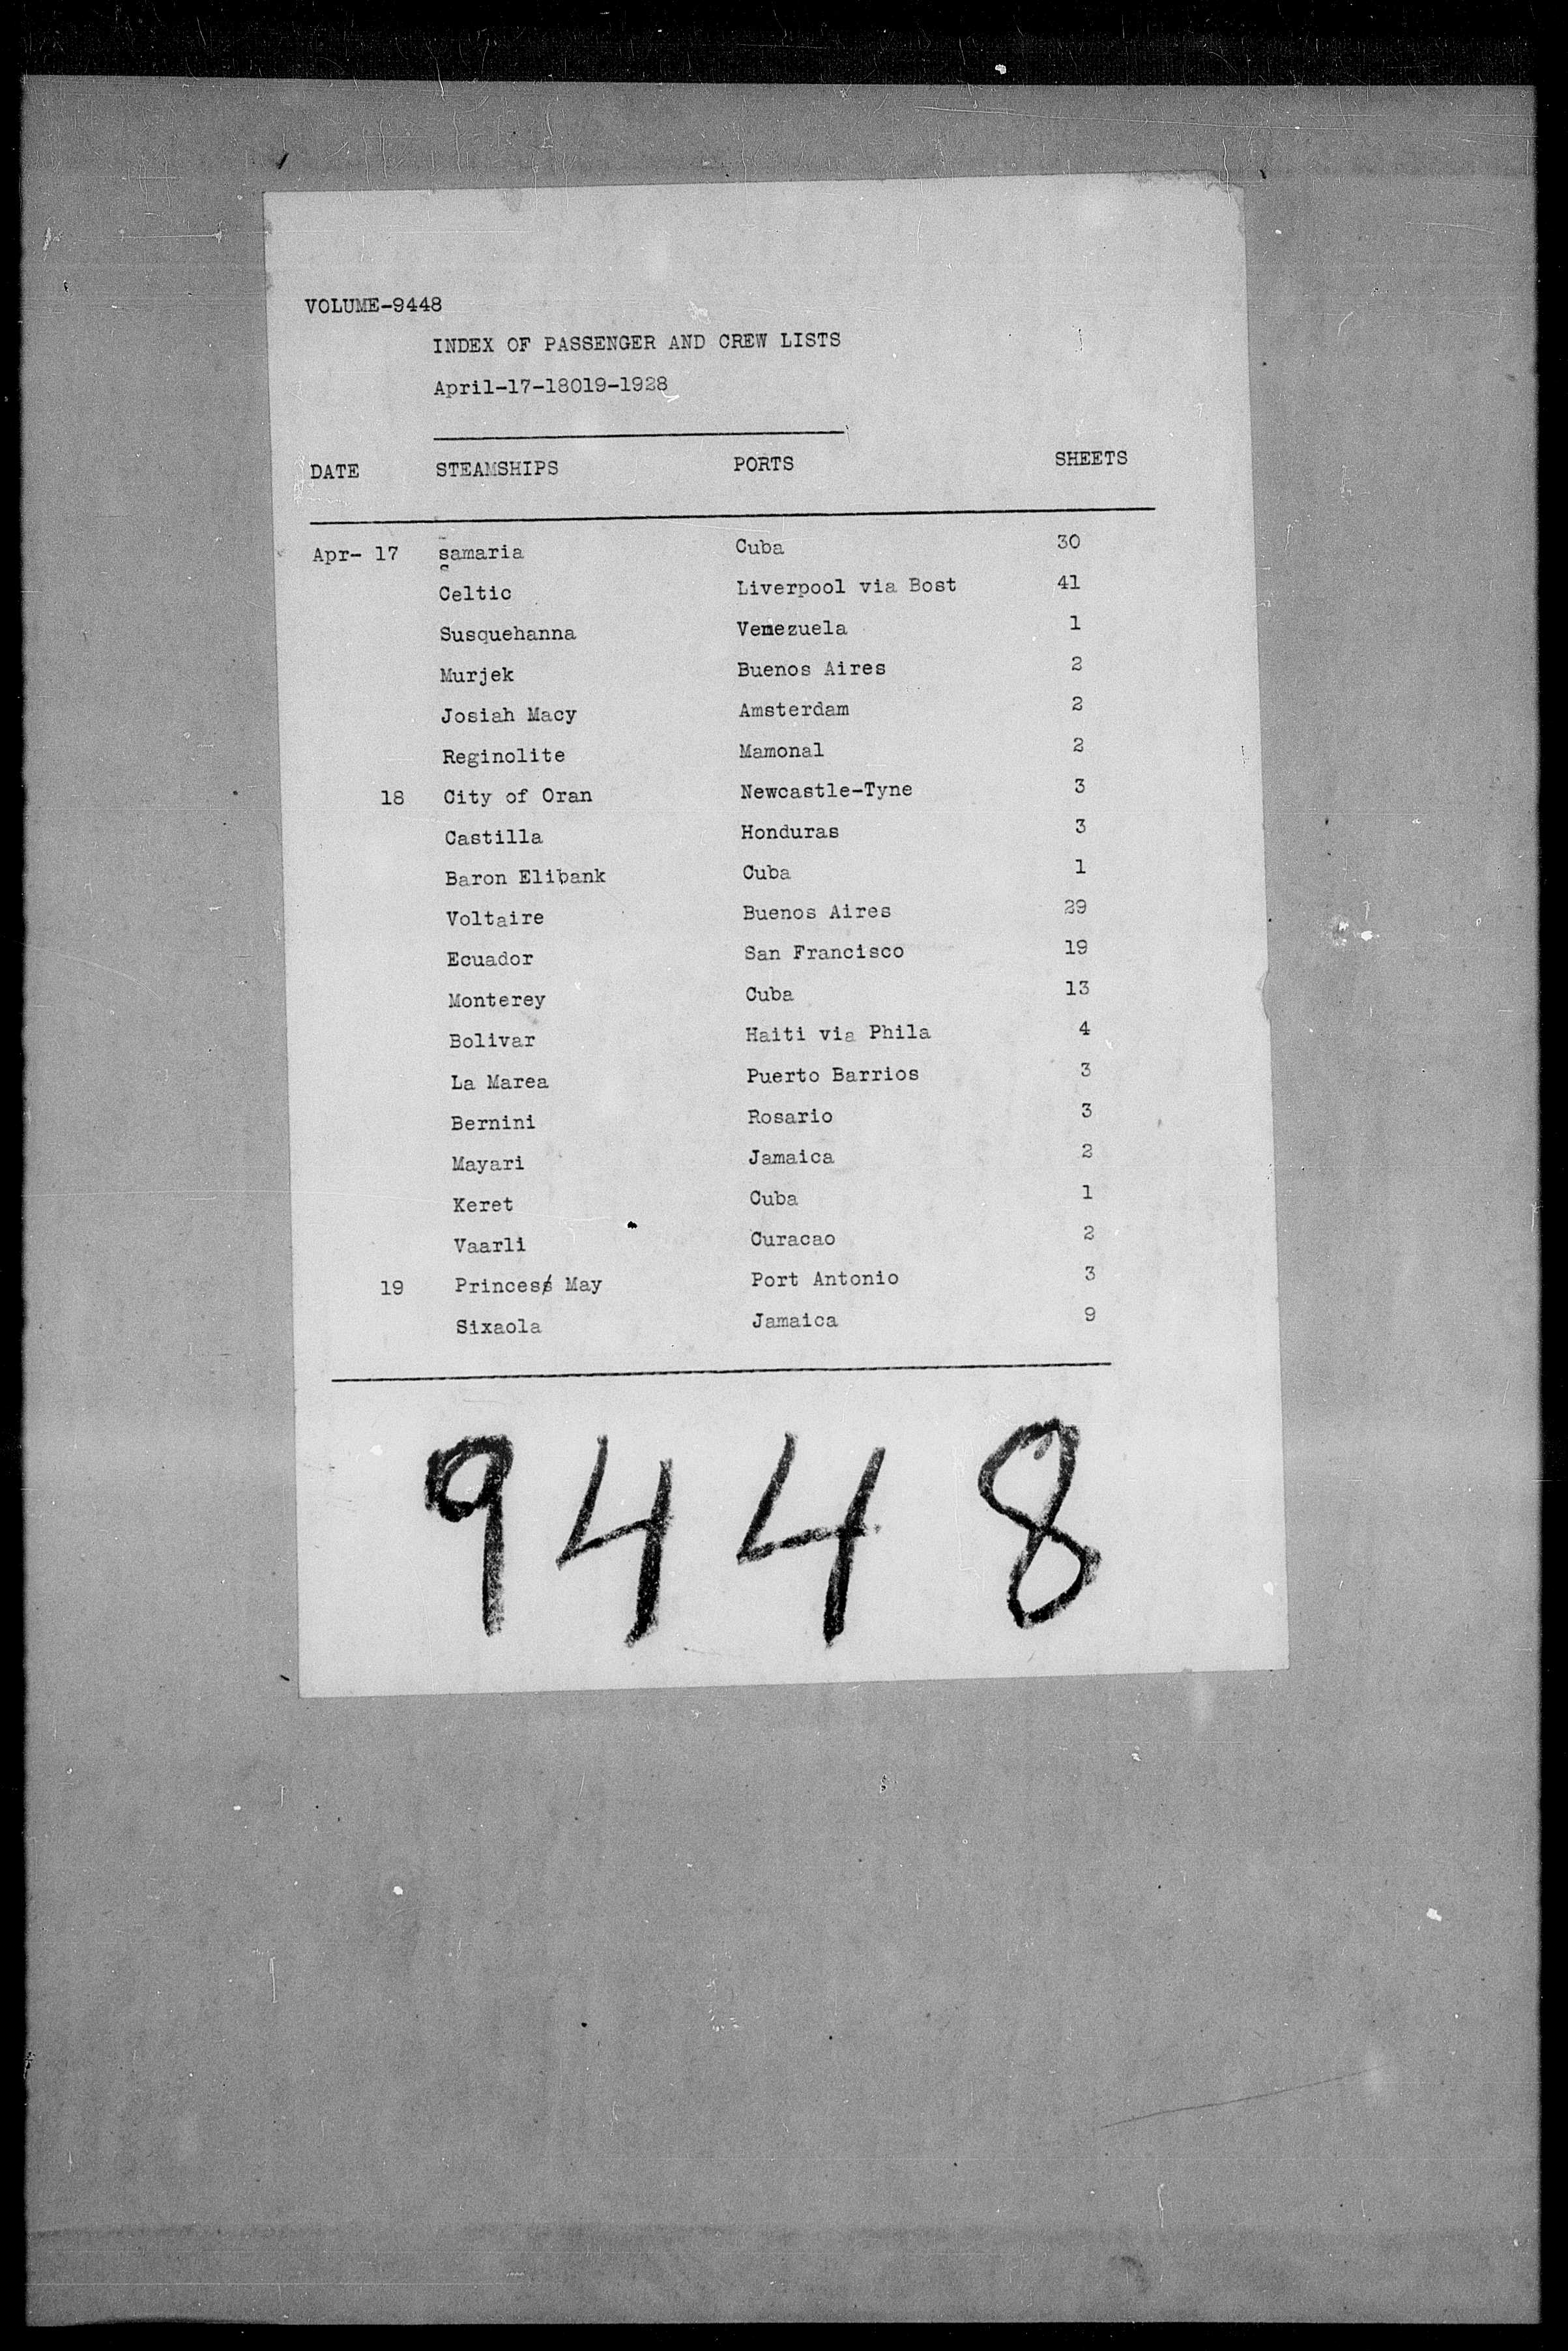 VOLUME-9448
INDEX OF PASSENGER AND CREW LISTS
April-17-18019-1928
DATE STEAMSHIPS PORTS SHEETS
Apr- 17 samaria Cuba 30
Celtic Liverpool via Bost 41
Susquehanna Venezuela 1
Murjek Buenos Aires 2
Josiah Macy Amsterdam 2
Reginolite Mamonal 2
18 City of Oran Newcastle-Tyne 3
Castilla Honduras 3
Baron Elibank Cuba 1
Voltaire Buenos Aires 29
Ecuador San Francisco 19
Monterey Cuba 13
Bolivar Haiti via Phila 4
La Marea Puerto Barrios 3
Bernini Rosario 3
Mayari Jamaica 2
Keret Cuba 1
Vaarli Curacao 2
19 Princess May Port Antonio 3
Sixaola Jamaica 9
9448